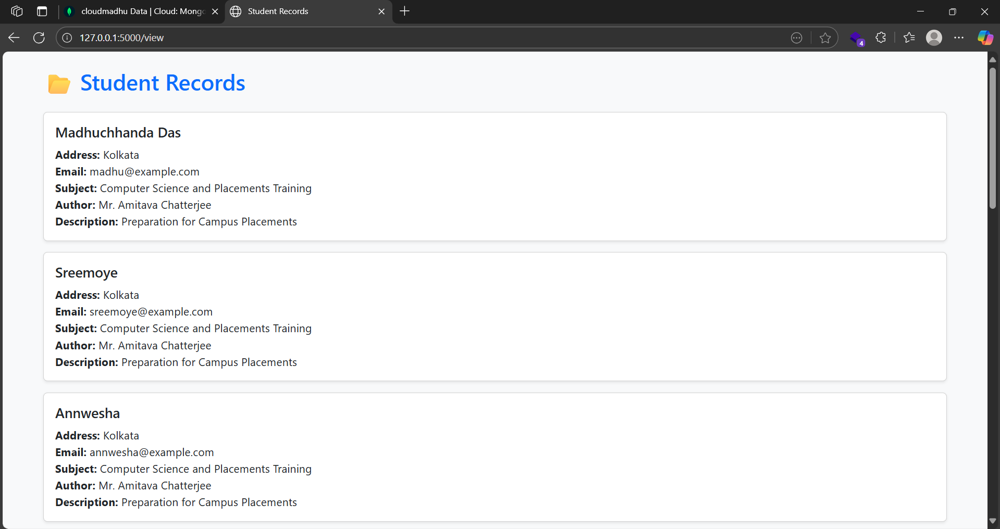 cloudmadhu Data | Cloud: Mongo
Student Records
127.0.0.1:5000/view
4
Student Records
Madhuchhanda Das
Address: Kolkata
Email: madhu@example.com
Subject: Computer Science and Placements Training
Author: Mr. Amitava Chatterjee
Description: Preparation for Campus Placements
Sreemoye
Address: Kolkata
Email: sreemoye@example.com
Subject: Computer Science and Placements Training
Author: Mr. Amitava Chatterjee
Description: Preparation for Campus Placements
Annwesha
Address: Kolkata
Email: annwesha@example.com
Subject: Computer Science and Placements Training
Author: Mr. Amitava Chatterjee
Description: Preparation for Campus Placements